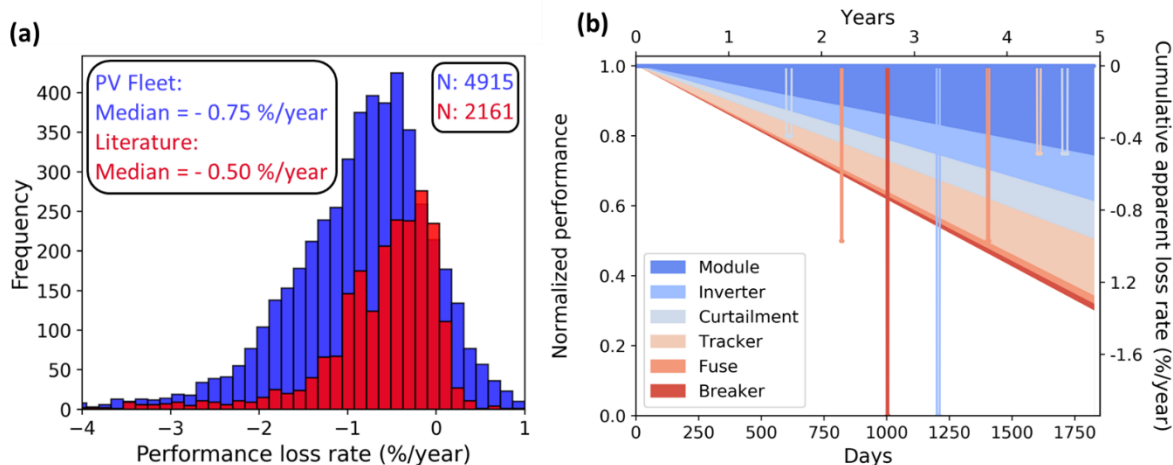 (a)
PV Fleet:
Median = - 0.75 %/year
Literature:
Median = - 0.50 %/year
N: 4915
N: 2161
Frequency
400
350
300
250
200
150
100
50
0
−4 −3 −2 −1 0 1
Performance loss rate (%/year)
(b)
Years
0 1 2 3 4 5
Normalized performance
1.0
0.8
0.6
0.4
0.2
0.0
Module
Inverter
Curtailment
Tracker
Fuse
Breaker
0
-0.4
-0.8
-1.2
-1.6
Cumulative apparent loss rate (%/year)
0 250 500 750 1000 1250 1500 1750
Days